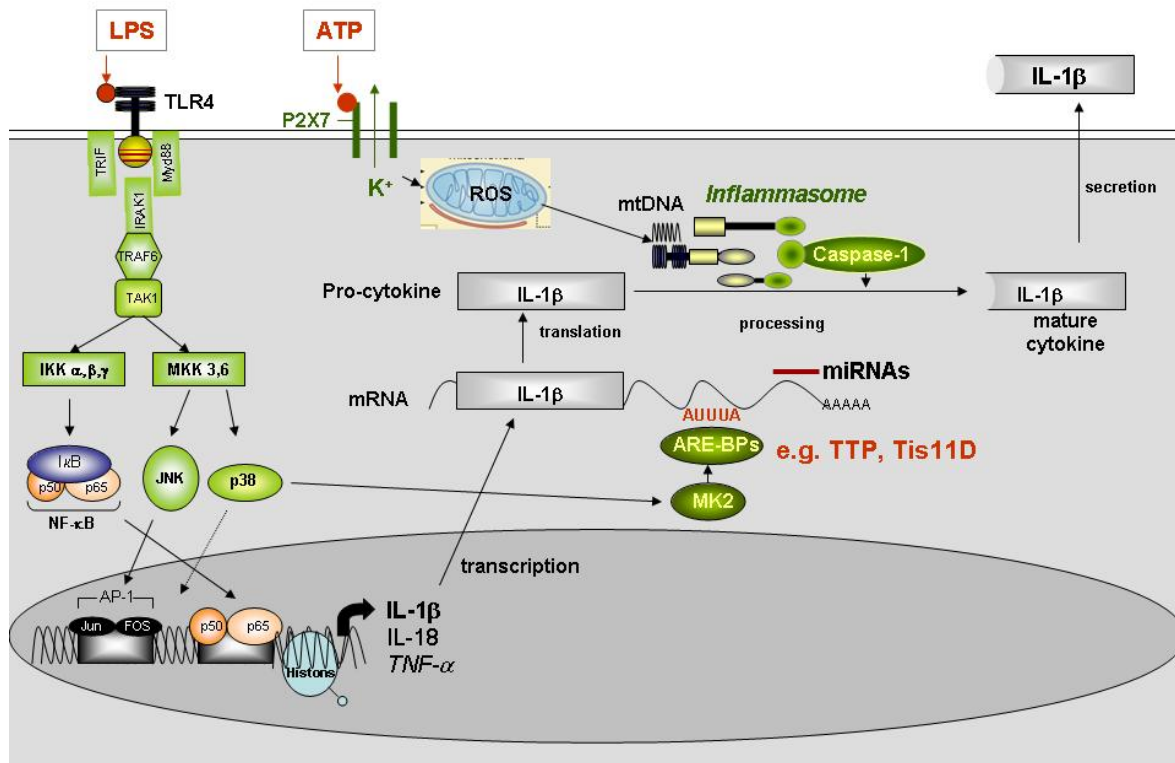 LPS
ATP
IL-1β
TLR4
P2X7
TRIF
Myd88
K⁺
ROS
secretion
IRAK1
mtDNA
Inflammasome
TRAF6
Caspase-1
TAK1
Pro-cytokine
IL-1β
IL-1β
translation
processing
mature
cytokine
IKK α,β,γ
MKK 3,6
mRNA
IL-1β
miRNAs
AAAAA
AUUUA
IκB
p50
p65
JNK
p38
ARE-BPs
e.g. TTP, Tis11D
NF-κB
MK2
transcription
AP-1
Jun
FOS
p50
p65
IL-1β
IL-18
TNF-α
Histons